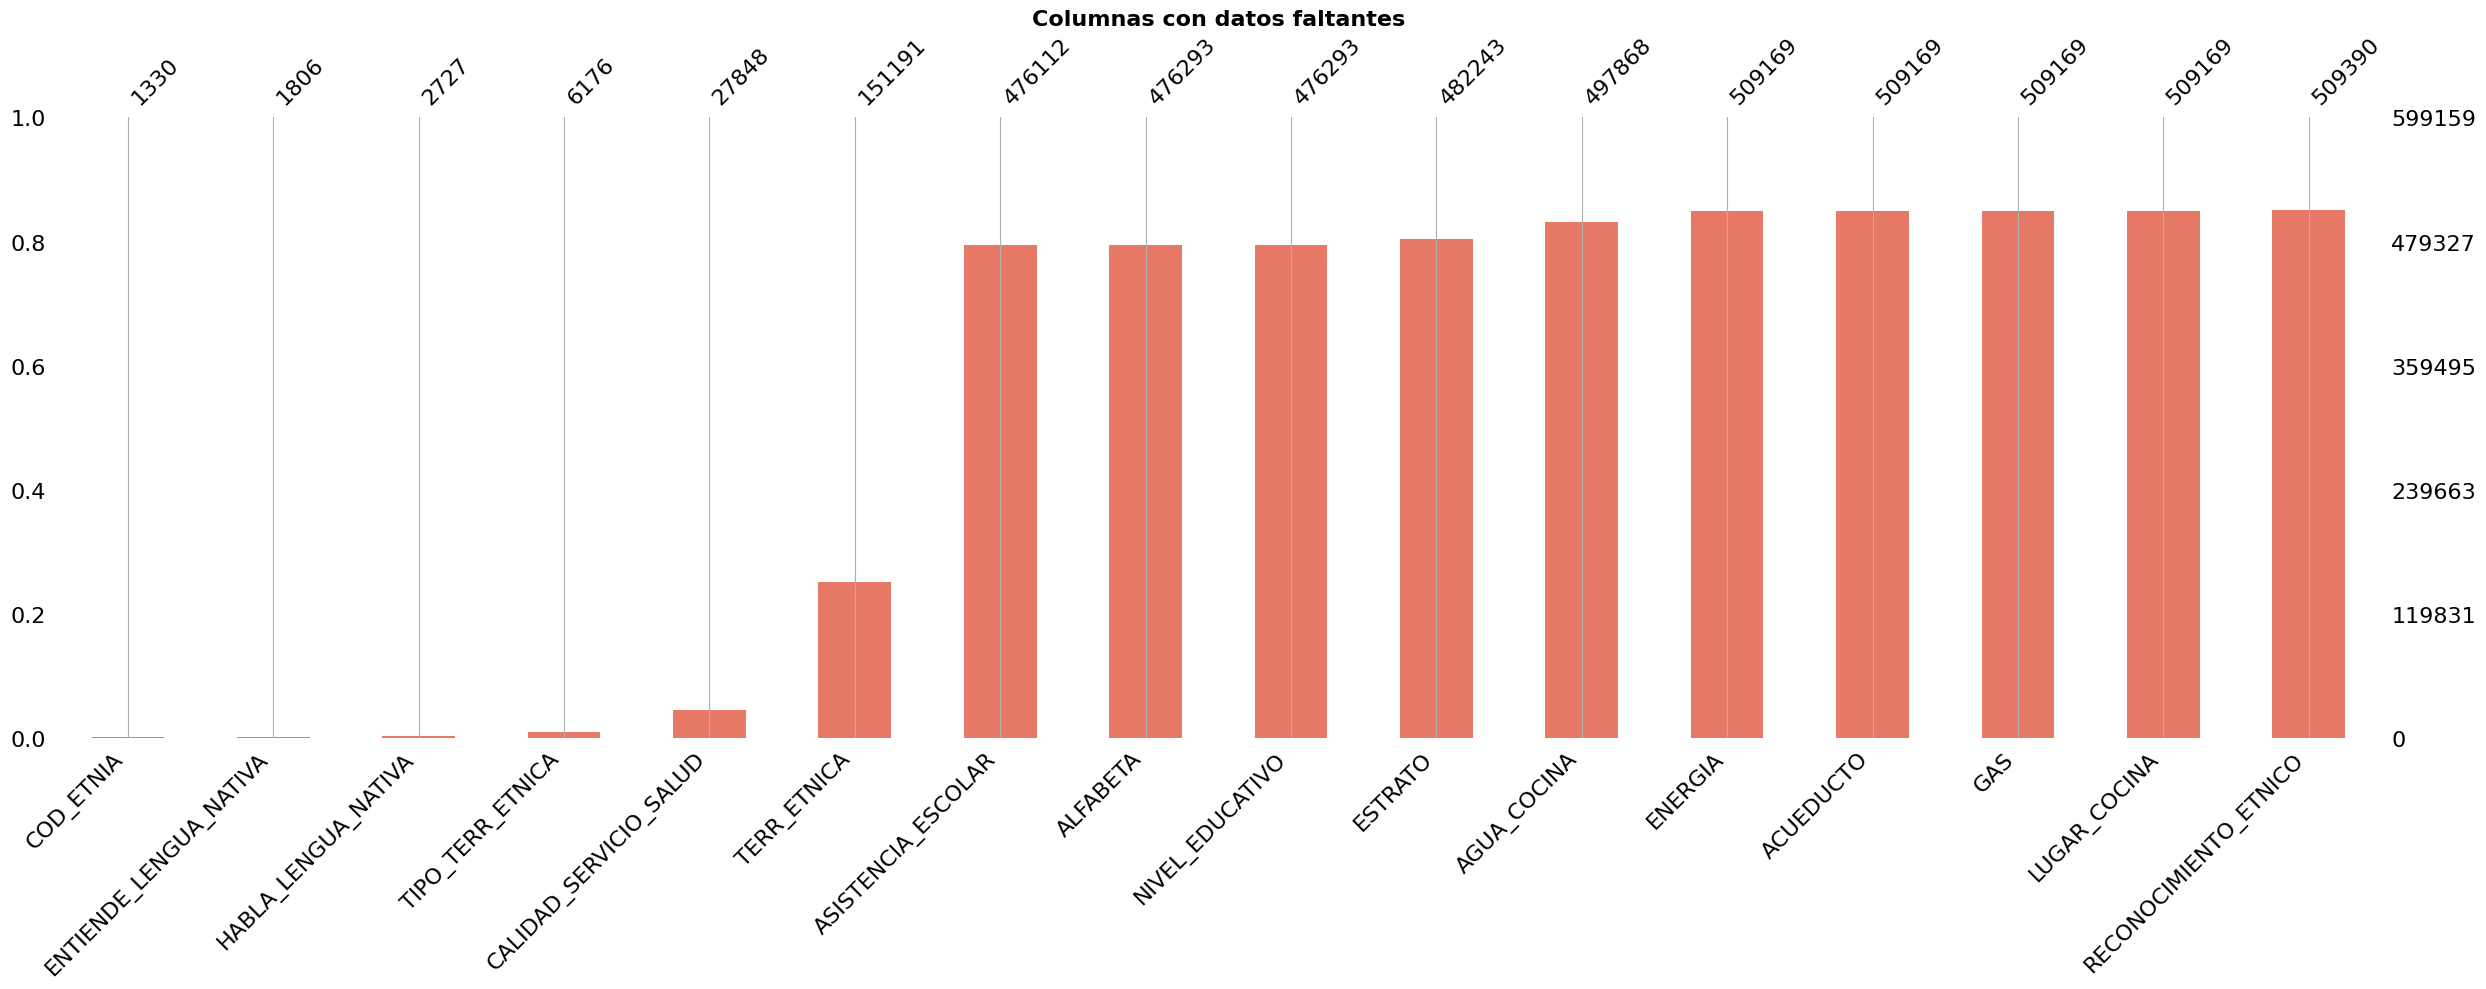 Columnas con datos faltantes
1330
1806
2727
6176
27848
151191
476112
476293
476293
482243
497868
509169
509169
509169
509169
509390
1.0
0.8
0.6
0.4
0.2
0.0
599159
479327
359495
239663
119831
0
COD_ETNIA
ENTIENDE_LENGUA_NATIVA
HABLA_LENGUA_NATIVA
TIPO_TERR_ETNICA
CALIDAD_SERVICIO_SALUD
TERR_ETNICA
ASISTENCIA_ESCOLAR
ALFABETA
NIVEL_EDUCATIVO
ESTRATO
AGUA_COCINA
ENERGIA
ACUEDUCTO
GAS
LUGAR_COCINA
RECONOCIMIENTO_ETNICO